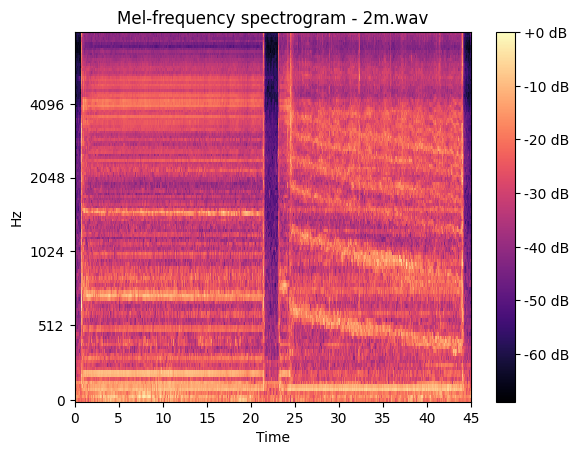 Mel-frequency spectrogram - 2m.wav
+0 dB
-10 dB
-20 dB
-30 dB
-40 dB
-50 dB
-60 dB
4096
2048
1024
512
0
Hz
0 5 10 15 20 25 30 35 40 45
Time